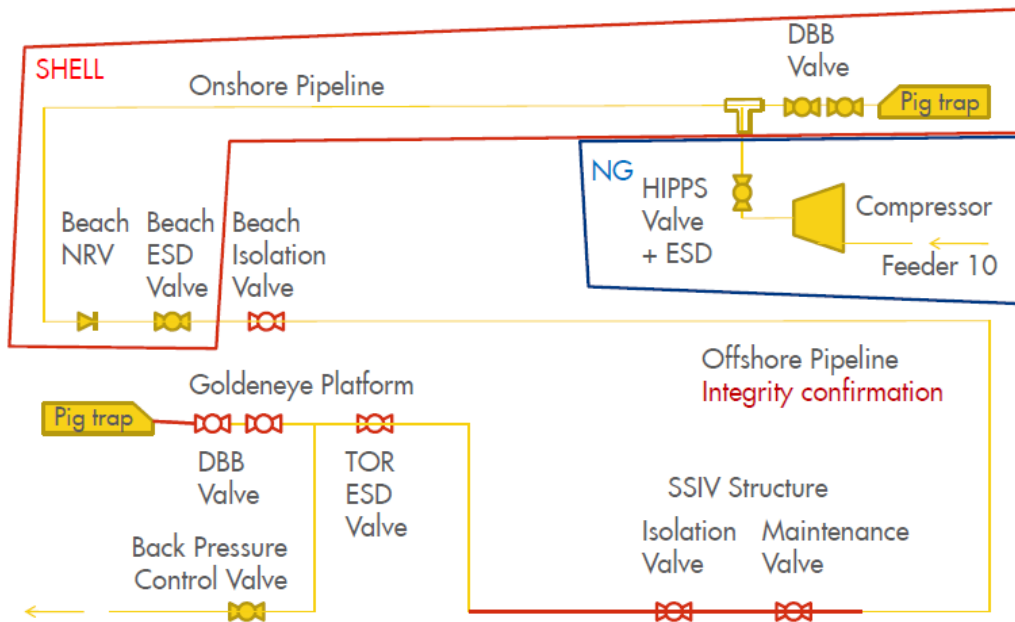 SHELL
Onshore Pipeline
DBB
Valve
Pig trap
NG
HIPPS
Valve
+ ESD
Compressor
Feeder 10
Beach
NRV
Beach
ESD
Valve
Beach
Isolation
Valve
Offshore Pipeline
Integrity confirmation
Goldeneye Platform
Pig trap
DBB
Valve
TOR
ESD
Valve
SSIV Structure
Isolation
Valve
Maintenance
Valve
Back Pressure
Control Valve